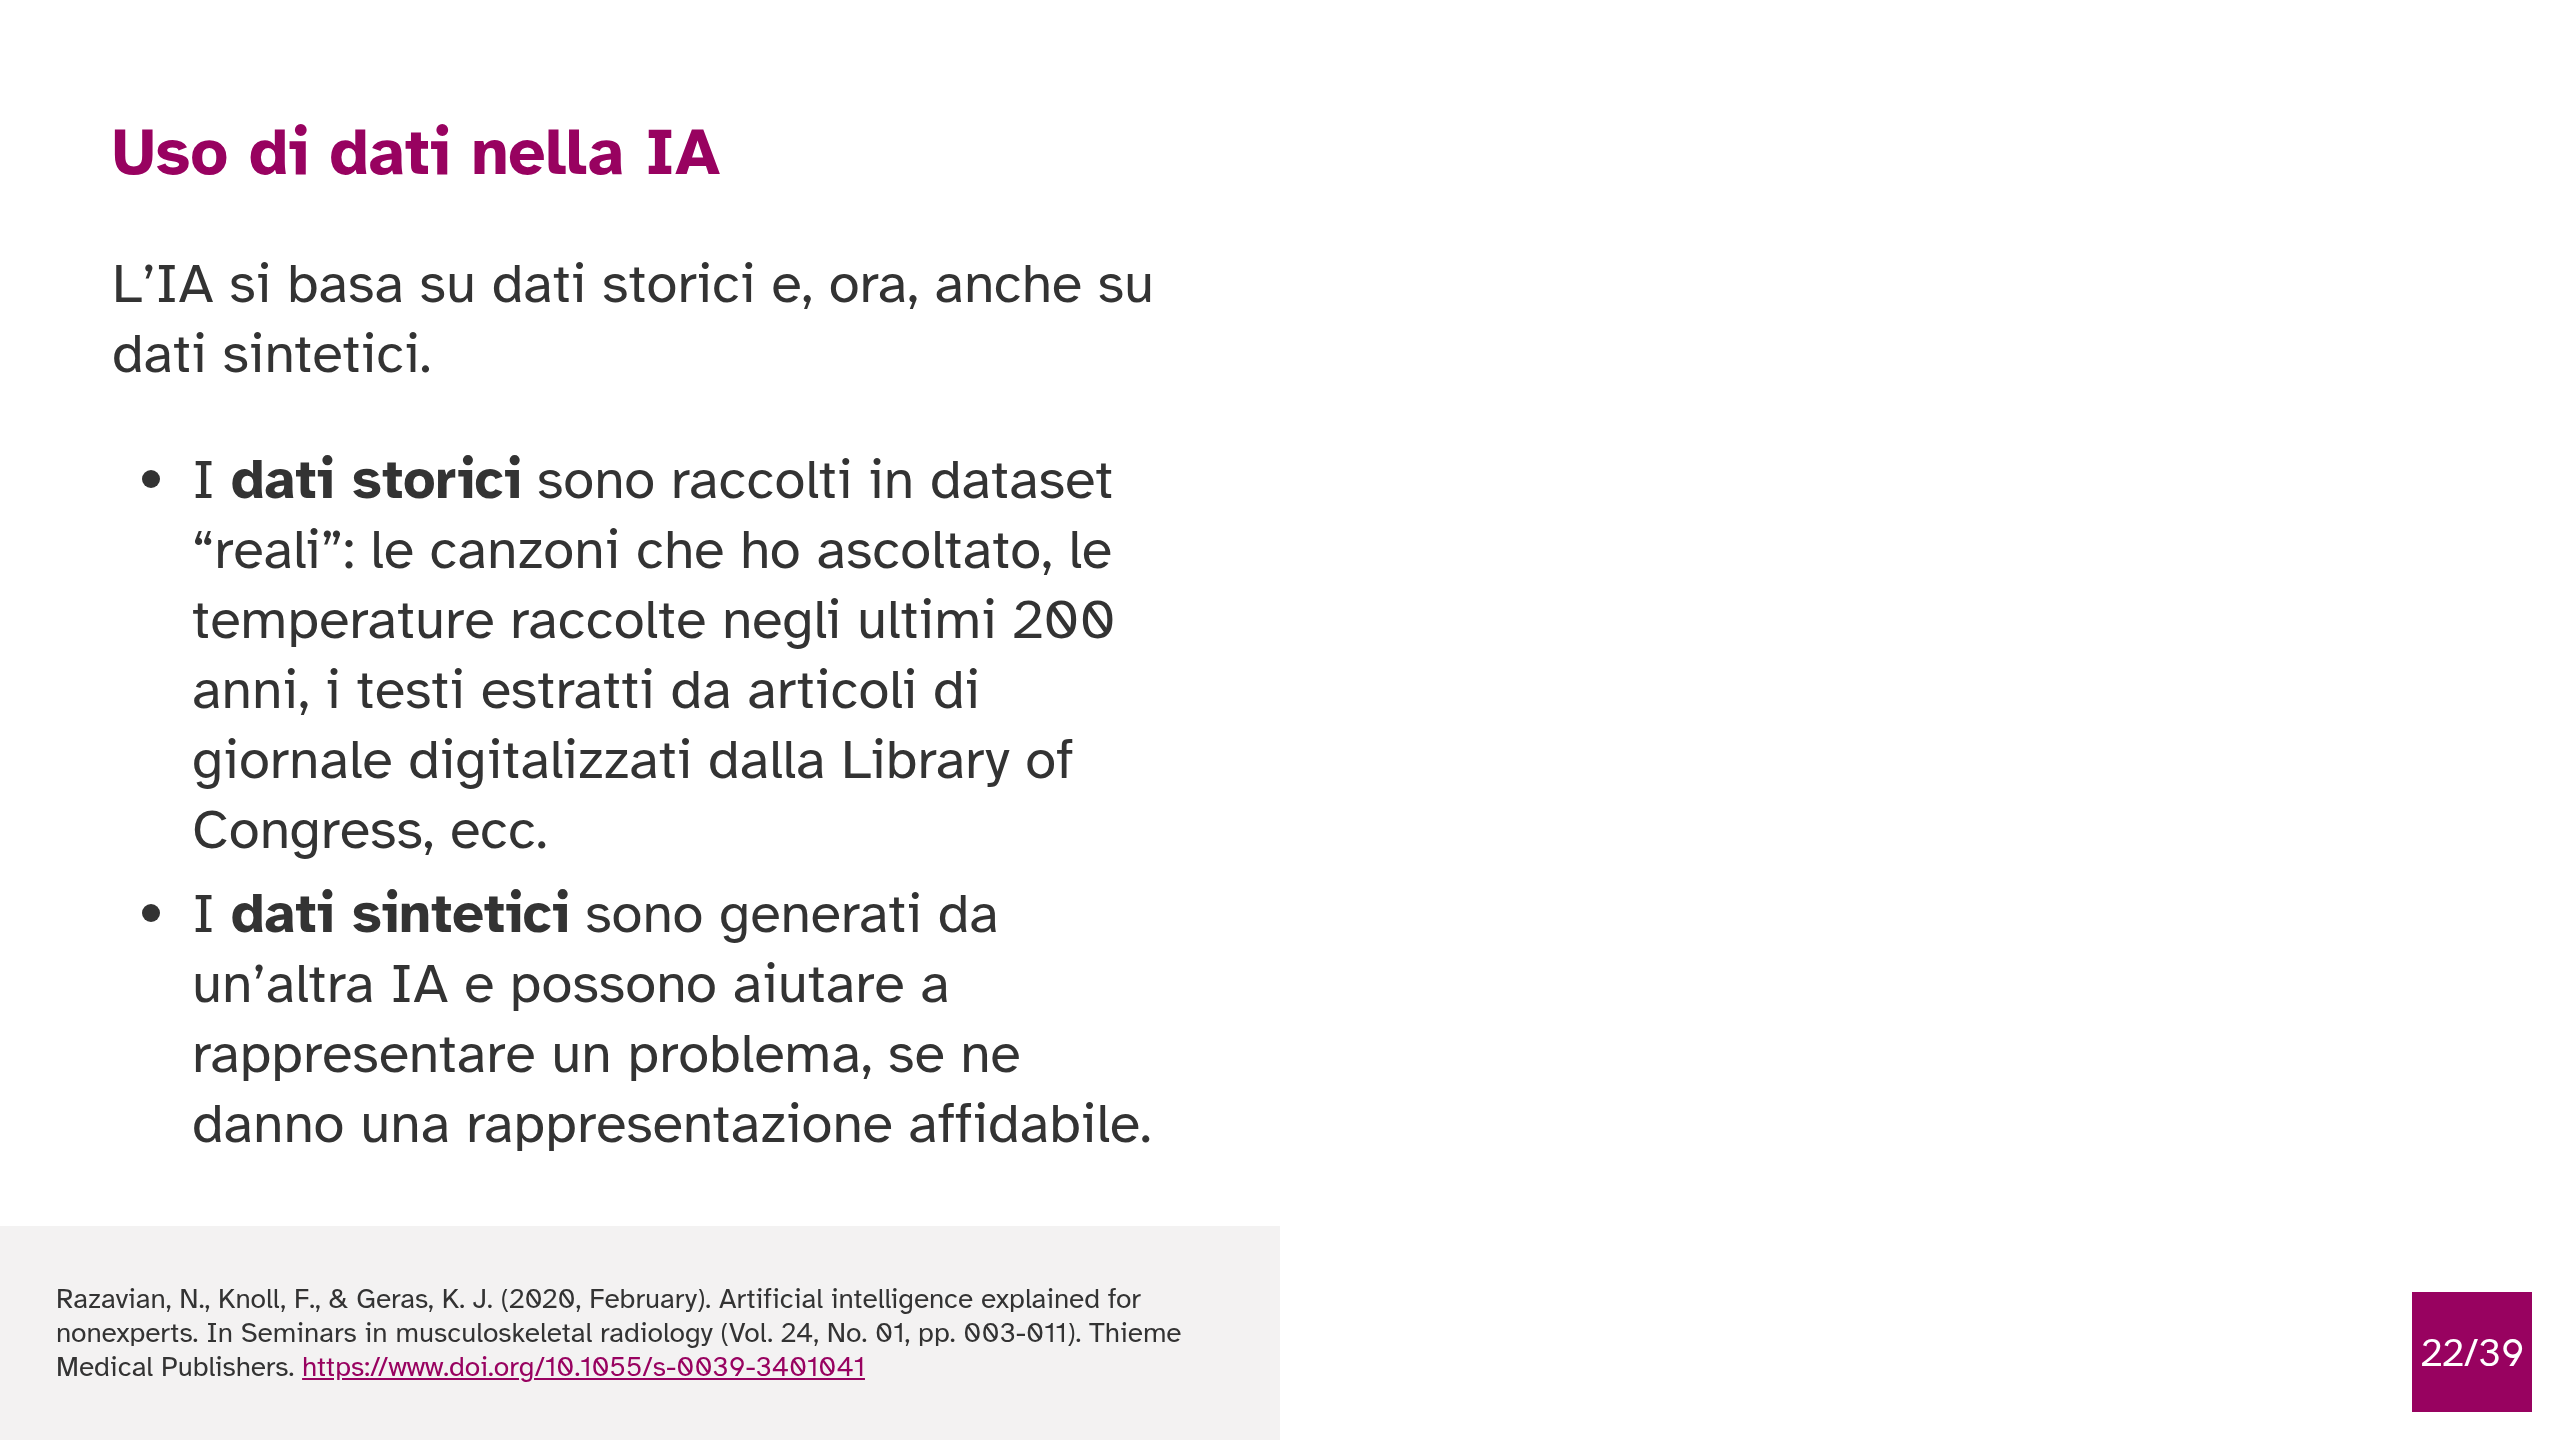 Uso di dati nella IA
L’IA si basa su dati storici e, ora, anche su
dati sintetici.
• I dati storici sono raccolti in dataset
“reali”: le canzoni che ho ascoltato, le
temperature raccolte negli ultimi 200
anni, i testi estratti da articoli di
giornale digitalizzati dalla Library of
Congress, ecc.
• I dati sintetici sono generati da
un’altra IA e possono aiutare a
rappresentare un problema, se ne
danno una rappresentazione affidabile.
Razavian, N., Knoll, F., & Geras, K. J. (2020, February). Artificial intelligence explained for
nonexperts. In Seminars in musculoskeletal radiology (Vol. 24, No. 01, pp. 003-011). Thieme
Medical Publishers. https://www.doi.org/10.1055/s-0039-3401041
22/39